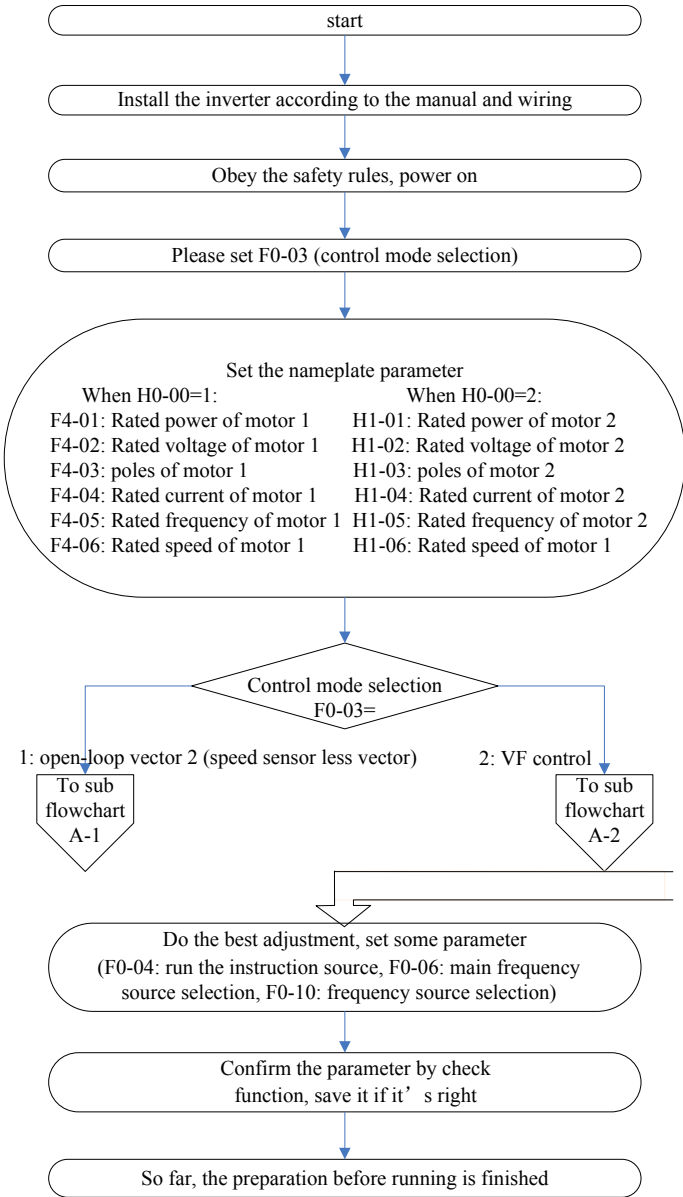 start
Install the inverter according to the manual and wiring
Obey the safety rules, power on
Please set F0-03 (control mode selection)
Set the nameplate parameter
When H0-00=1:
F4-01: Rated power of motor 1
F4-02: Rated voltage of motor 1
F4-03: poles of motor 1
F4-04: Rated current of motor 1
F4-05: Rated frequency of motor 1
F4-06: Rated speed of motor 1
When H0-00=2:
H1-01: Rated power of motor 2
H1-02: Rated voltage of motor 2
H1-03: poles of motor 2
H1-04: Rated current of motor 2
H1-05: Rated frequency of motor 2
H1-06: Rated speed of motor 1
Control mode selection
F0-03=
1: open-loop vector 2 (speed sensor less vector)
To sub
flowchart
A-1
2: VF control
To sub
flowchart
A-2
Do the best adjustment, set some parameter
(F0-04: run the instruction source, F0-06: main frequency
source selection, F0-10: frequency source selection)
Confirm the parameter by check
function, save it if it’s right
So far, the preparation before running is finished